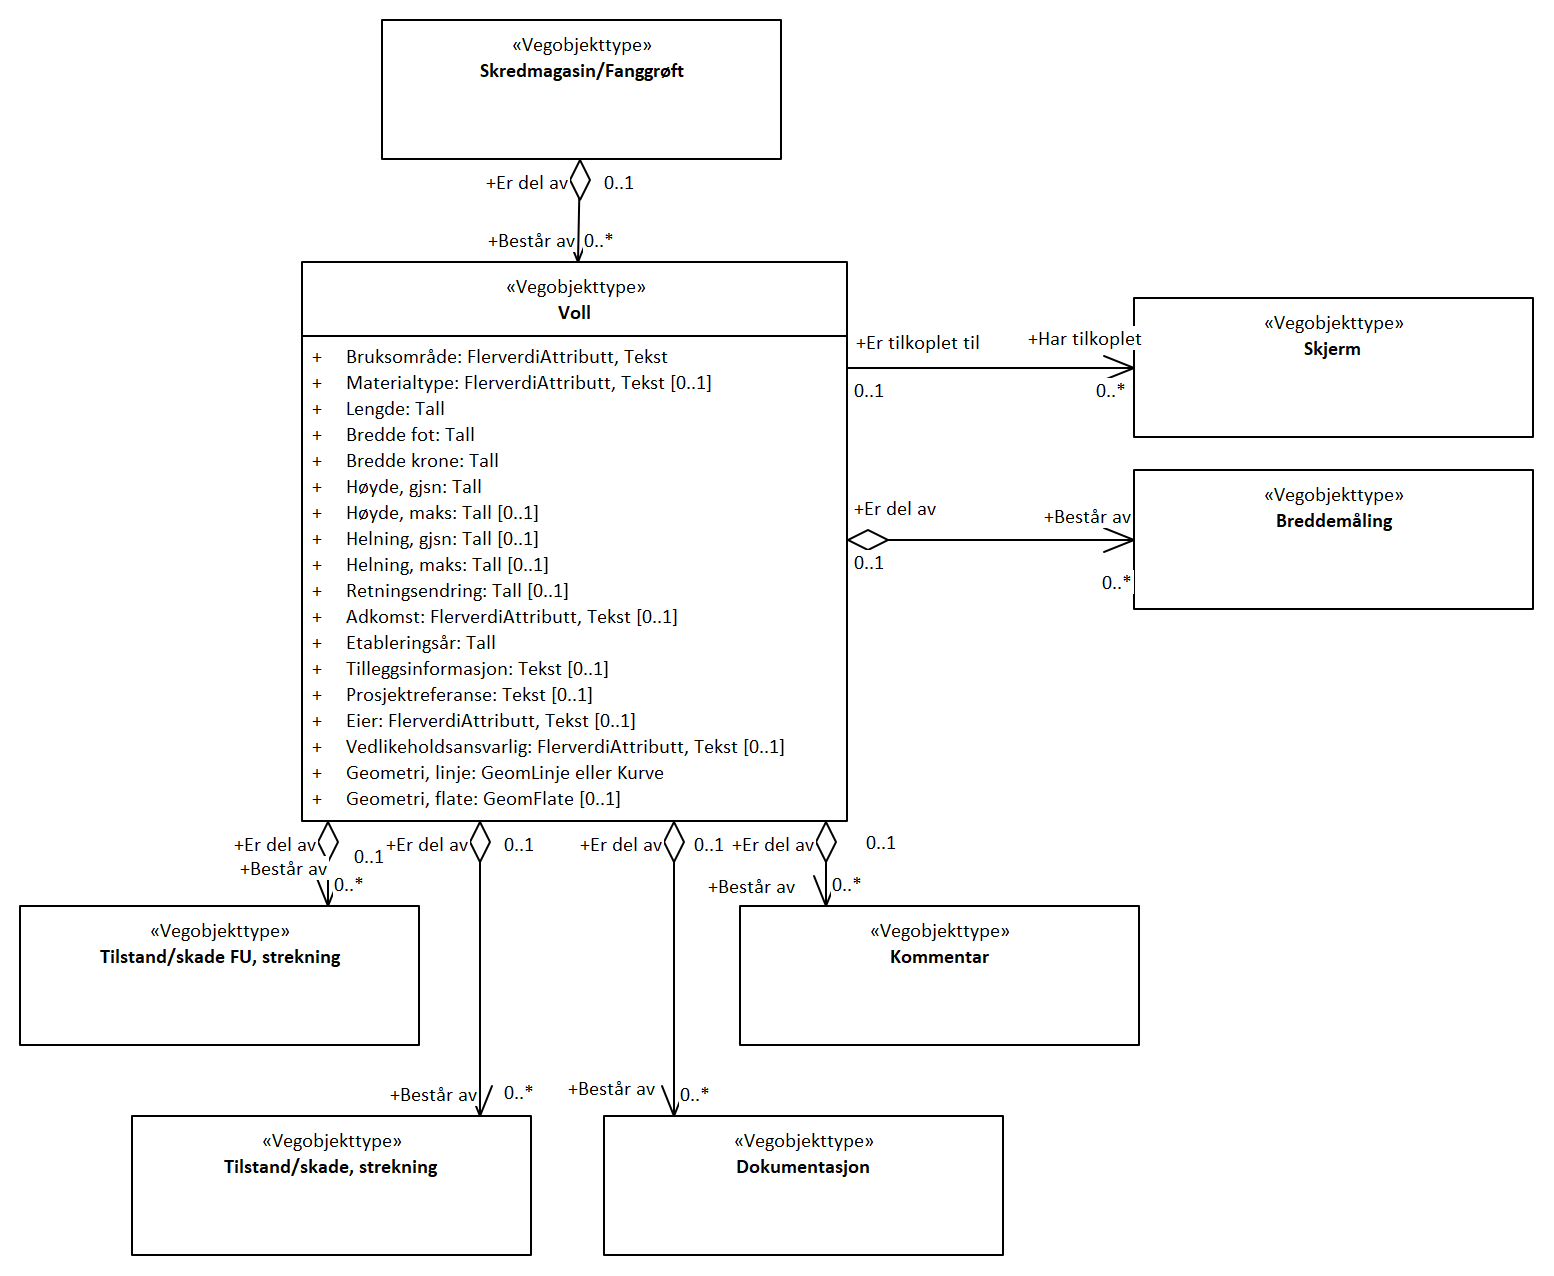 «Vegobjekttype»
Skredmagasin/Fanggrøft
+Er del av
0..1
+Består av
0..*
«Vegobjekttype»
Voll
+ Bruksområde: FlerverdiAttributt, Tekst
+ Materialtype: FlerverdiAttributt, Tekst [0..1]
+ Lengde: Tall
+ Bredde fot: Tall
+ Bredde krone: Tall
+ Høyde, gjsn: Tall
+ Høyde, maks: Tall [0..1]
+ Helning, gjsn: Tall [0..1]
+ Helning, maks: Tall [0..1]
+ Retningsendring: Tall [0..1]
+ Adkomst: FlerverdiAttributt, Tekst [0..1]
+ Etableringsår: Tall
+ Tilleggsinformasjon: Tekst [0..1]
+ Prosjektreferanse: Tekst [0..1]
+ Eier: FlerverdiAttributt, Tekst [0..1]
+ Vedlikeholdsansvarlig: FlerverdiAttributt, Tekst [0..1]
+ Geometri, linje: GeomLinje eller Kurve
+ Geometri, flate: GeomFlate [0..1]
+Er tilkoplet til
+Har tilkoplet
0..1
0..*
«Vegobjekttype»
Skjerm
+Er del av
+Består av
0..1
0..*
«Vegobjekttype»
Breddemåling
+Er del av
0..1
+Består av
0..*
«Vegobjekttype»
Tilstand/skade FU, strekning
+Er del av
0..1
+Består av
0..*
«Vegobjekttype»
Tilstand/skade, strekning
+Er del av
0..1
+Består av
0..*
«Vegobjekttype»
Dokumentasjon
+Er del av
0..1
+Består av
0..*
«Vegobjekttype»
Kommentar